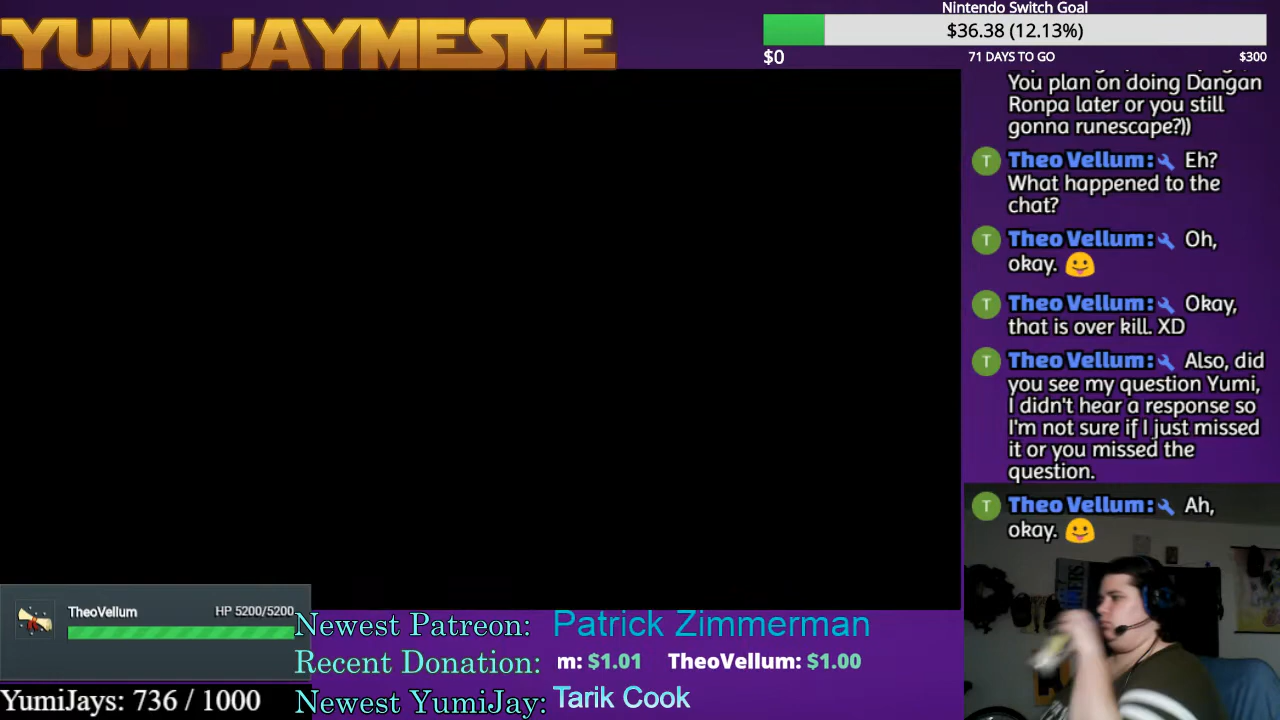 YUMI JAYMESME
Nintendo Switch Goal
$36.38 (12.13%)
$0
71 DAYS TO GO
$300
You plan on doing Dangan
Ronpa later or you still
gonna runescape?))
T
Theo Vellum: Eh?
What happened to the
chat?
T
Theo Vellum: Oh,
okay.
T
Theo Vellum: Okay,
that is over kill. XD
T
Theo Vellum: Also, did
you see my question Yumi,
I didn't hear a response so
I'm not sure if I just missed
it or you missed the
question.
T
Theo Vellum: Ah,
okay.
TheoVellum
HP 5200/5200
Newest Patreon: Patrick Zimmerman
Recent Donation: m: $1.01 TheoVellum: $1.00
YumiJays: 736 / 1000
Newest YumiJay: Tarik Cook